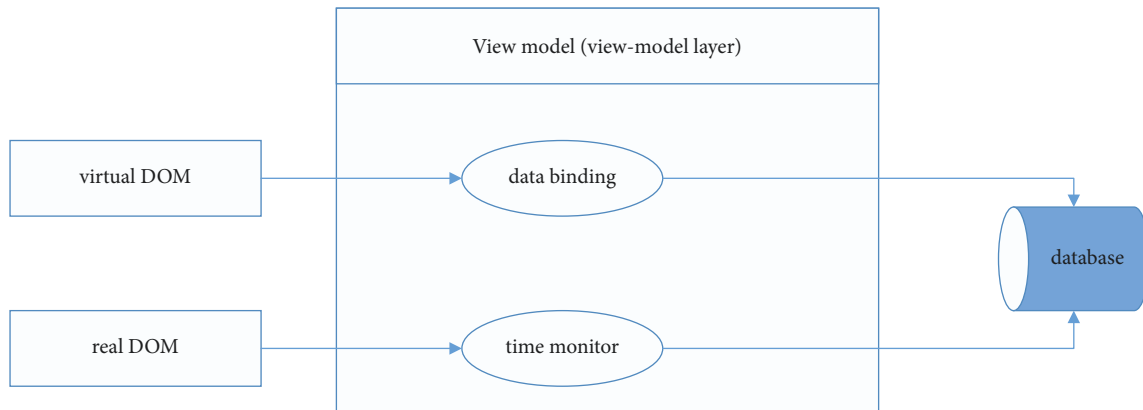 View model (view-model layer)
virtual DOM
data binding
database
real DOM
time monitor